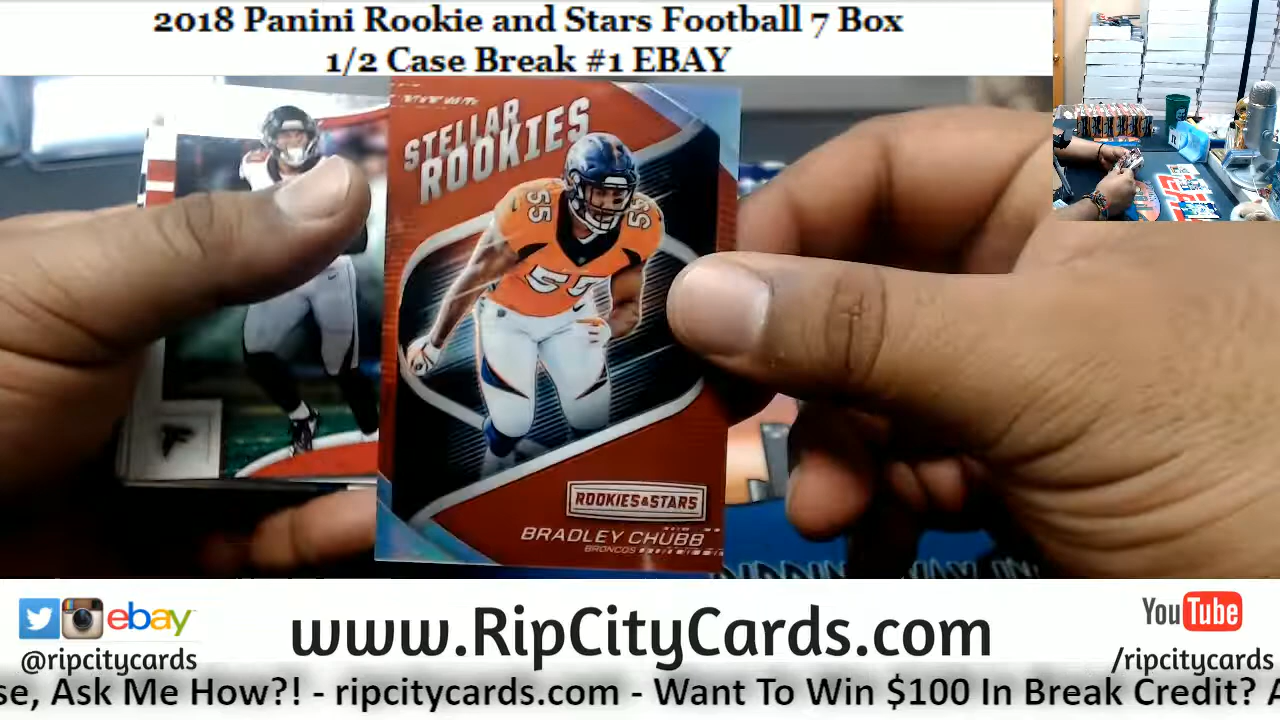 2018 Panini Rookie and Stars Football 7 Box
1/2 Case Break #1 EBAY
STELLAR
ROOKIES
55
55
55
ROOKIES&STARS
BRADLEY CHUBB
BRONCOS
ebay
@ripcitycards
www.RipCityCards.com
YouTube
/ripcitycards
se, Ask Me How?! - ripcitycards.com - Want To Win $100 In Break Credit? A